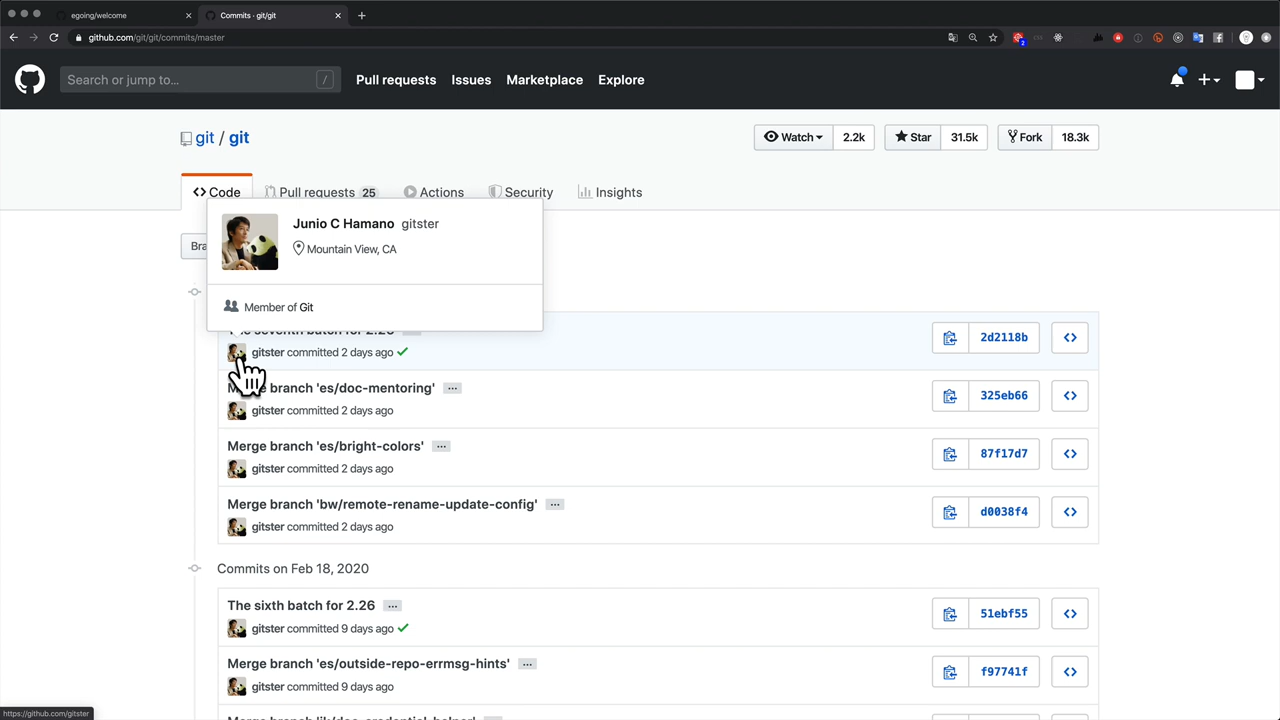 egoing/welcome
Commits · git/git
github.com/git/git/commits/master
2
Search or jump to…
/
Pull requests
Issues
Marketplace
Explore
git / git
Watch
2.2k
Star
31.5k
Fork
18.3k
Code
Pull requests 25
Actions
Security
Insights
Junio C Hamano gitster
Mountain View, CA
Bra
Member of Git
seventh batch for 2.26
2d2118b
gitster committed 2 days ago
branch 'es/doc-mentoring'
325eb66
gitster committed 2 days ago
Merge branch 'es/bright-colors'
87f17d7
gitster committed 2 days ago
Merge branch 'bw/remote-rename-update-config'
d0038f4
gitster committed 2 days ago
Commits on Feb 18, 2020
The sixth batch for 2.26
51ebf55
gitster committed 9 days ago
Merge branch 'es/outside-repo-errmsg-hints'
f97741f
gitster committed 9 days ago
Merge branch
https://github.com/gitster